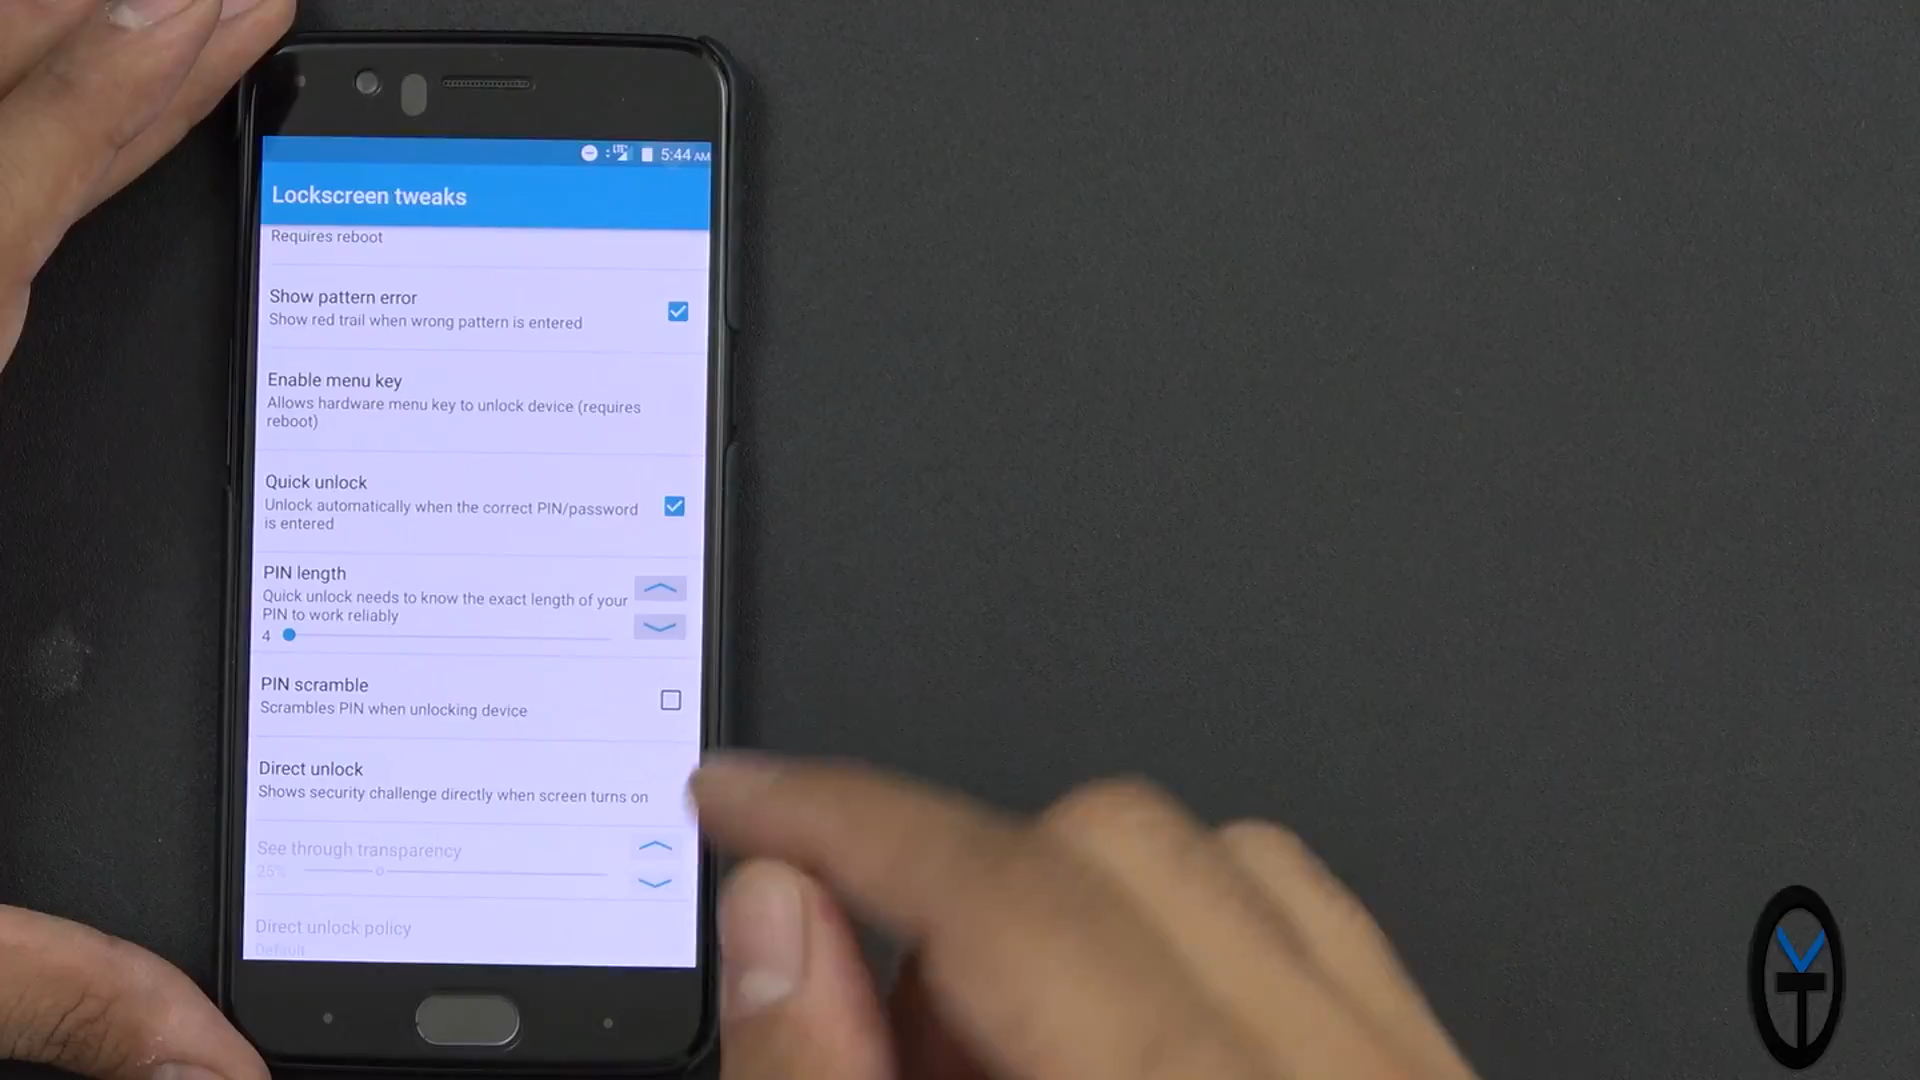 LTE 5:44 AM
Lockscreen tweaks
Requires reboot
Show pattern error
Show red trail when wrong pattern is entered
Enable menu key
Allows hardware menu key to unlock device (requires
reboot)
Quick unlock
Unlock automatically when the correct PIN/password
is entered
PIN length
Quick unlock needs to know the exact length of your
PIN to work reliably
4
PIN scramble
Scrambles PIN when unlocking device
Direct unlock
Shows security challenge directly when screen turns on
See through transparency
25%
Direct unlock policy
Default